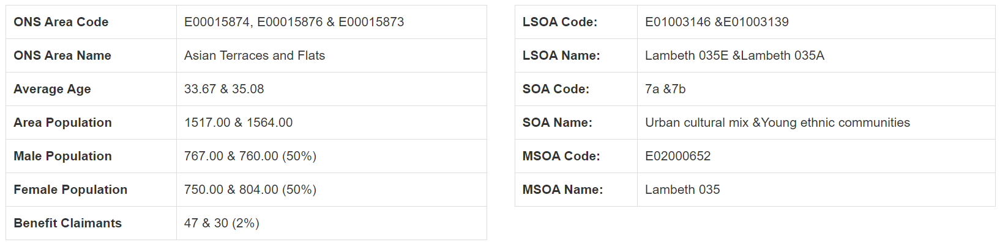 ONS Area Code E00015874, E00015876 & E00015873
ONS Area Name Asian Terraces and Flats
Average Age 33.67 & 35.08
Area Population 1517.00 & 1564.00
Male Population 767.00 & 760.00 (50%)
Female Population 750.00 & 804.00 (50%)
Benefit Claimants 47 & 30 (2%)
LSOA Code: E01003146 &E01003139
LSOA Name: Lambeth 035E &Lambeth 035A
SOA Code: 7a &7b
SOA Name: Urban cultural mix &Young ethnic communities
MSOA Code: E02000652
MSOA Name: Lambeth 035